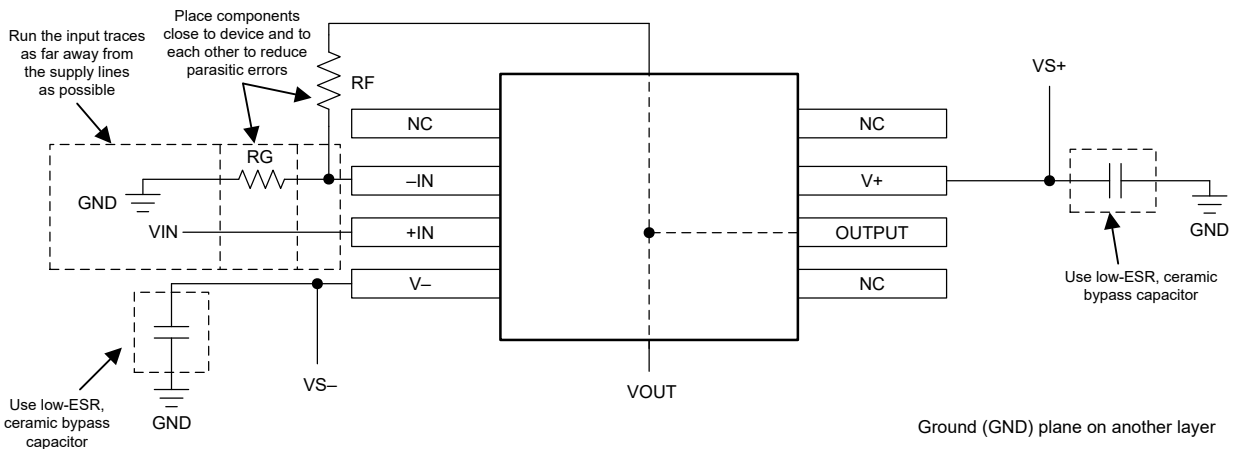 Place components
close to device and to
each other to reduce
parasitic errors
Run the input traces
as far away from
the supply lines
as possible
RF
VS+
NC
NC
RG
–IN
V+
GND
VIN
+IN
OUTPUT
GND
V–
NC
Use low-ESR, ceramic
bypass capacitor
VS–
VOUT
Use low-ESR,
ceramic bypass
capacitor
GND
Ground (GND) plane on another layer